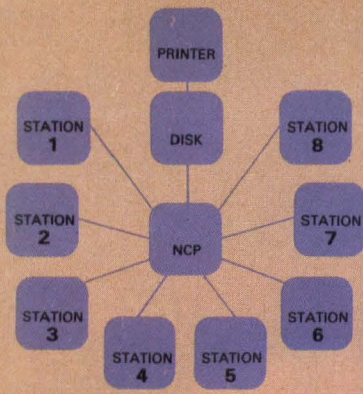 PRINTER
DISK
STATION
1
STATION
8
STATION
2
NCP
STATION
7
STATION
3
STATION
6
STATION
4
STATION
5